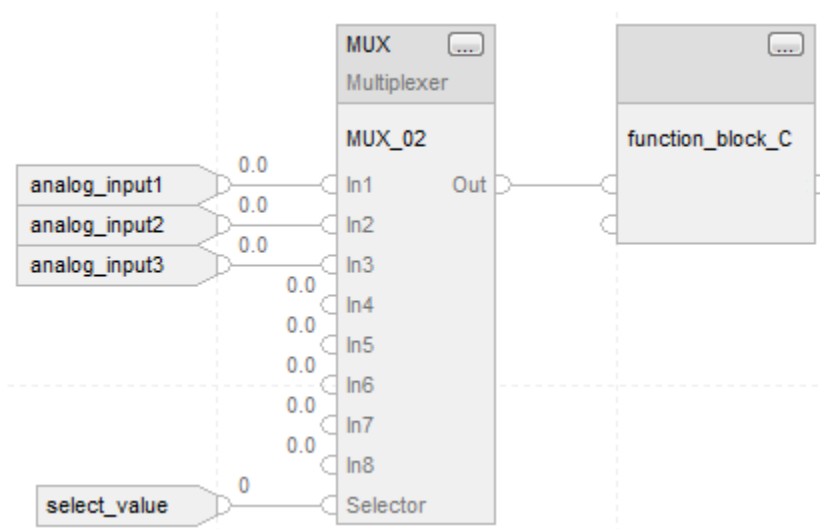 MUX ...
Multiplexer
...
MUX_02
function_block_C
analog_input1 0.0 In1 Out
analog_input2 0.0 In2
analog_input3 0.0 In3
0.0 In4
0.0 In5
0.0 In6
0.0 In7
0.0 In8
select_value 0 Selector